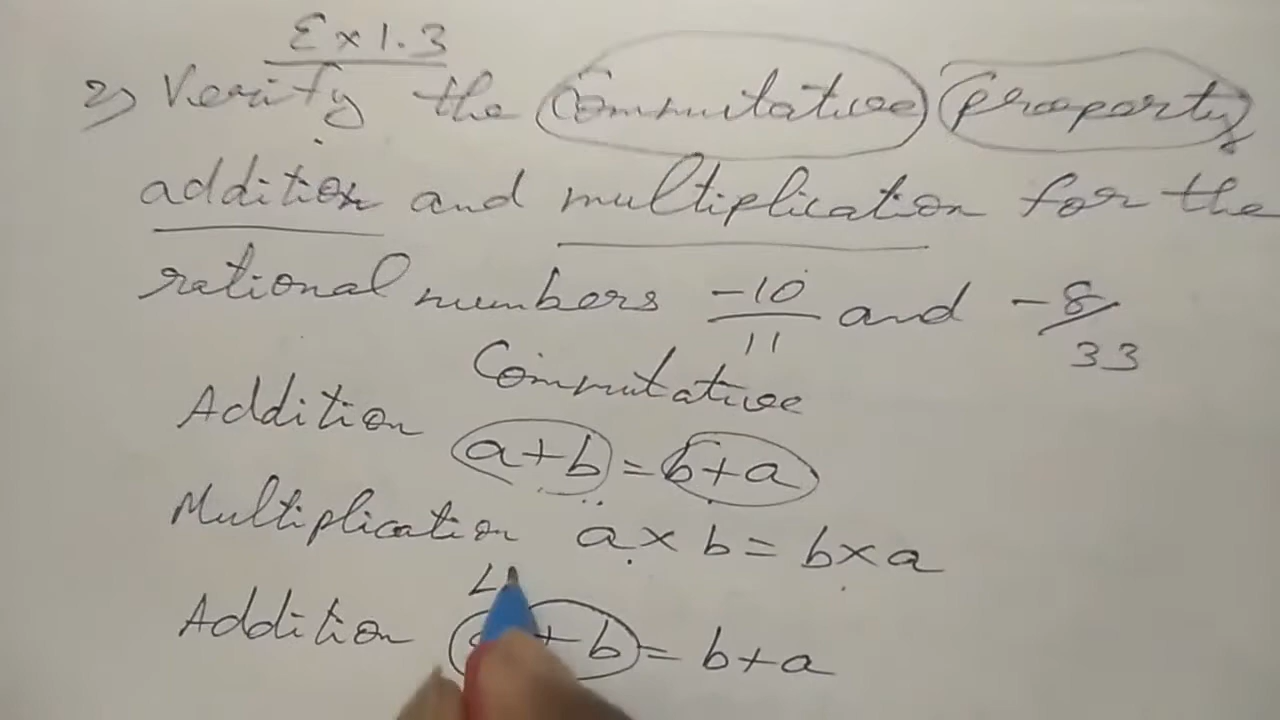 Ex 1.3
2) Verify the Commutative property
addition and multiplication for the
rational numbers -10/11 and -8/33
Commutative
Addition a+b = b+a
Multiplication a × b = b × a
L
Addition + b = b+a